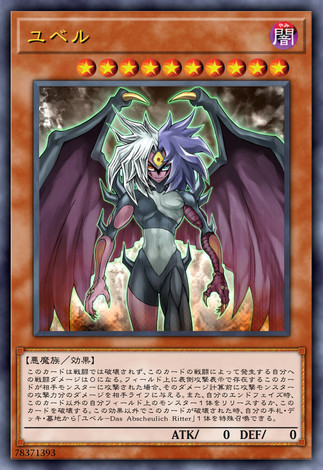 ユベル
やみ
闇
【悪魔族／効果】
このカードは戦闘では破壊されず、このカードの戦闘によって発生する自分へ
の戦闘ダメージは０になる。フィールド上に表側攻撃表示で存在するこのカー
ドが相手モンスターに攻撃された場合、そのダメージ計算前に攻撃モンスター
の攻撃力分のダメージを相手ライフに与える。また、自分のエンドフェイズ時、
このカード以外の自分フィールド上のモンスター１体をリリースするか、このカ
ードを破壊する。この効果以外でこのカードが破壊された時、自分の手札・デ
ッキ・墓地から「ユベル－Das Abscheulich Ritter」１体を特殊召喚できる。
ATK/ 0 DEF/ 0
78371393